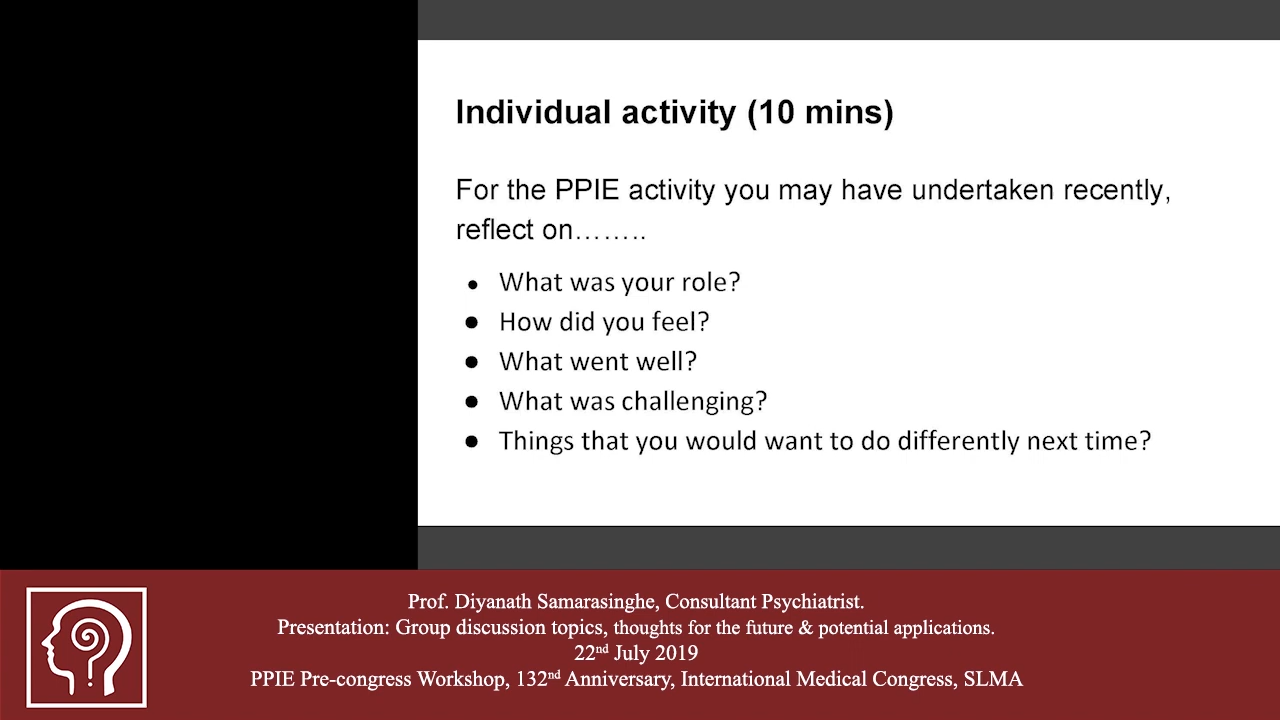 Individual activity (10 mins)
For the PPIE activity you may have undertaken recently,
reflect on……..
• What was your role?
• How did you feel?
• What went well?
• What was challenging?
• Things that you would want to do differently next time?
Prof. Diyanath Samarasinghe, Consultant Psychiatrist.
Presentation: Group discussion topics, thoughts for the future & potential applications.
22nd July 2019
PPIE Pre-congress Workshop, 132nd Anniversary, International Medical Congress, SLMA